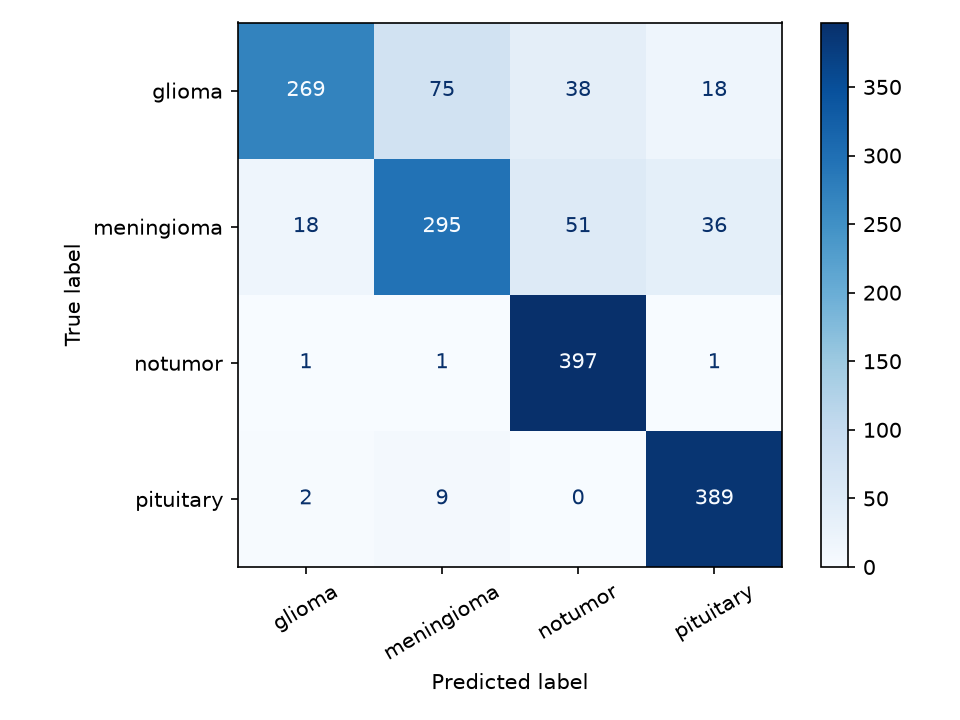 glioma 269 75 38 18
meningioma 18 295 51 36
notumor 1 1 397 1
pituitary 2 9 0 389
glioma meningioma notumor pituitary
Predicted label
True label
350
300
250
200
150
100
50
0